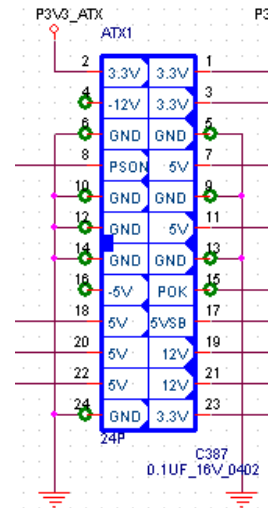 P3V3_ATX P3
ATX1
2 3.3V 3.3V 1
4 -12V 3.3V 3
6 GND GND 5
8 PSON 5V 7
10 GND GND 9
12 GND 5V 11
14 GND GND 13
16 -5V POK 15
18 5V 5VSB 17
20 5V 12V 19
22 5V 12V 21
24 GND 3.3V 23
24P
C387
0.1UF_16V_0402